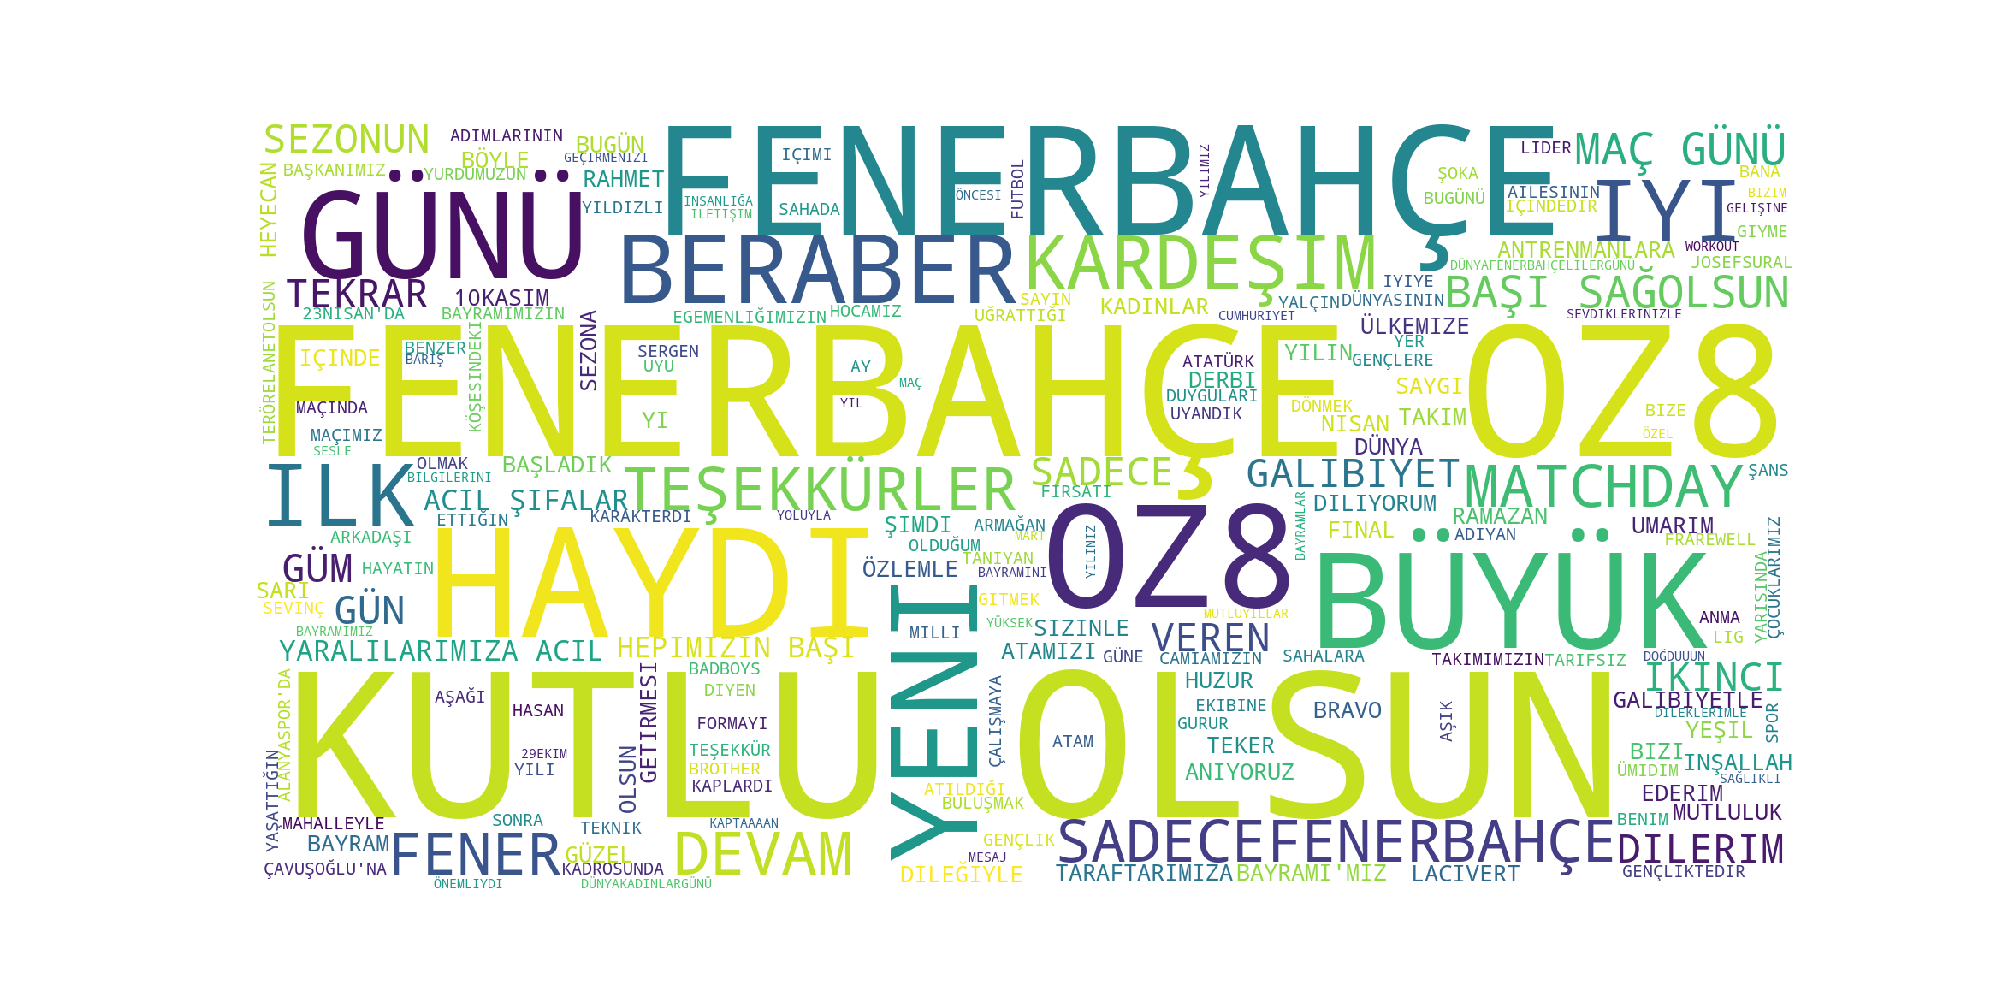 SEZONUN
ADIMLARININ
BUGÜN
FENERBAHÇE
IÇIMI
YILIMIZ
LIDER
MAÇ GÜNÜ
BAŞKANIMIZ
BÖYLE
GEÇIRMENIZI
YURDUMUZUN
RAHMET
FUTBOL
ŞOKA
BANA
HEYECAN
GÜNÜ
YILDIZLI
INSANLIĞA
ILETIŞIM
SAHADA
ÖNCESI
BUGÜNÜ
AILESININ
IÇINDEDIR
IYI
BIZIM
GELIŞINE
GIYME
BERABER
KARDEŞIM
ANTRENMANLARA
WORKOUT
JOSEFSURAL
DÜNYAFENERBAHÇELILERGÜNÜ
TEKRAR
10KASIM
SAYIN
KADINLAR
YALÇIN
IYIYE
DÜNYASININ
BAŞI SAĞOLSUN
23NISAN'DA
BAYRAMIMIZIN
EGEMENLIĞIMIZIN
HOCAMIZ
UĞRATTIĞI
CUMHURIYET
ÜLKEMIZE
SEVDIKLERINIZLE
TERÖRELANETOLSUN
FENERBAHÇE OZ8
IÇINDE
BENZER
BARIŞ
KÖŞESINDEKI
SEZONA
SERGEN
UYU
AY
MAÇ
ATATÜRK
DERBI
YILIN
YER
GENÇLERE
MAÇINDA
YI
YIL
DUYGULARI
UYANDIK
DÖNMEK
SAYGI
NISAN
TAKIM
BIZE
ÖZEL
MAÇIMIZ
SESLE
DÜNYA
ILK
OLMAK
BILGILERINI
BAŞLADIK
TEŞEKKÜRLER
SADECE
FIRSATI
GALIBIYET
MATCHDAY
ŞANS
ACIL ŞIFALAR
ETTIĞIN
KARAKTERDI
YOLUYLA
ŞIMDI
ARMAĞAN
MART
OZ8
BAYRAMLAR
DILIYORUM
RAMAZAN
FINAL
ADIYAN
UMARIM
FRAREWELL
ÇOCUKLARIMIZ
ARKADAŞI
HAYDI
OLDUĞUM
TANIYAN
YILINIZ
BÜYÜK
YARISINDA
GÜM
HAYATIN
ÖZLEMLE
BAYRAMINI
SARI
SEVINÇ
GÜN
YENI
GITMEK
MUTLUYILLAR
BAYRAMIMIZ
MILLI
YÜKSEK
SIZINLE
VEREN
ANMA
LIG
YARALILARIMIZA ACIL
HEPIMIZIN BAŞI
ATAMIZI
GÜNE
CAMIAMIZIN
SAHALARA
TAKIMIMIZIN
TARIFSIZ
DOĞDUUUN
ALANYASPOR'DA
KUTLU OLSUN
AŞAĞI
HASAN
GETIRMESI
BADBOYS
DIYEN
ÇALIŞMAYA
HUZUR
EKIBINE
GURUR
BRAVO
AŞIK
IKINCI
GALIBIYETLE
DILEKLERIMLE
SPOR
FORMAYI
ATAM
YEŞIL
YAŞATTIĞIN
29EKIM
YILI
OLSUN
TEŞEKKÜR
BROTHER
KAPLARDI
TEKER
ANIYORUZ
BIZI
INŞALLAH
ÜMIDIM
SAĞLIKLI
ATILDIĞI
BULUŞMAK
EDERIM
MAHALLEYLE
SONRA
TEKNIK
KAPTAAAAN
BENIM
MUTLULUK
BAYRAM
FENER
GÜZEL
DEVAM
GENÇLIK
MESAJ
SADECEFENERBAHÇE
DILERIM
ÇAVUŞOĞLU'NA
ÖNEMLIYDI
KADROSUNDA
DÜNYAKADINLARGÜNÜ
DILEĞIYLE
TARAFTARIMIZA
BAYRAMI'MIZ
LACIVERT
GENÇLIKTEDIR